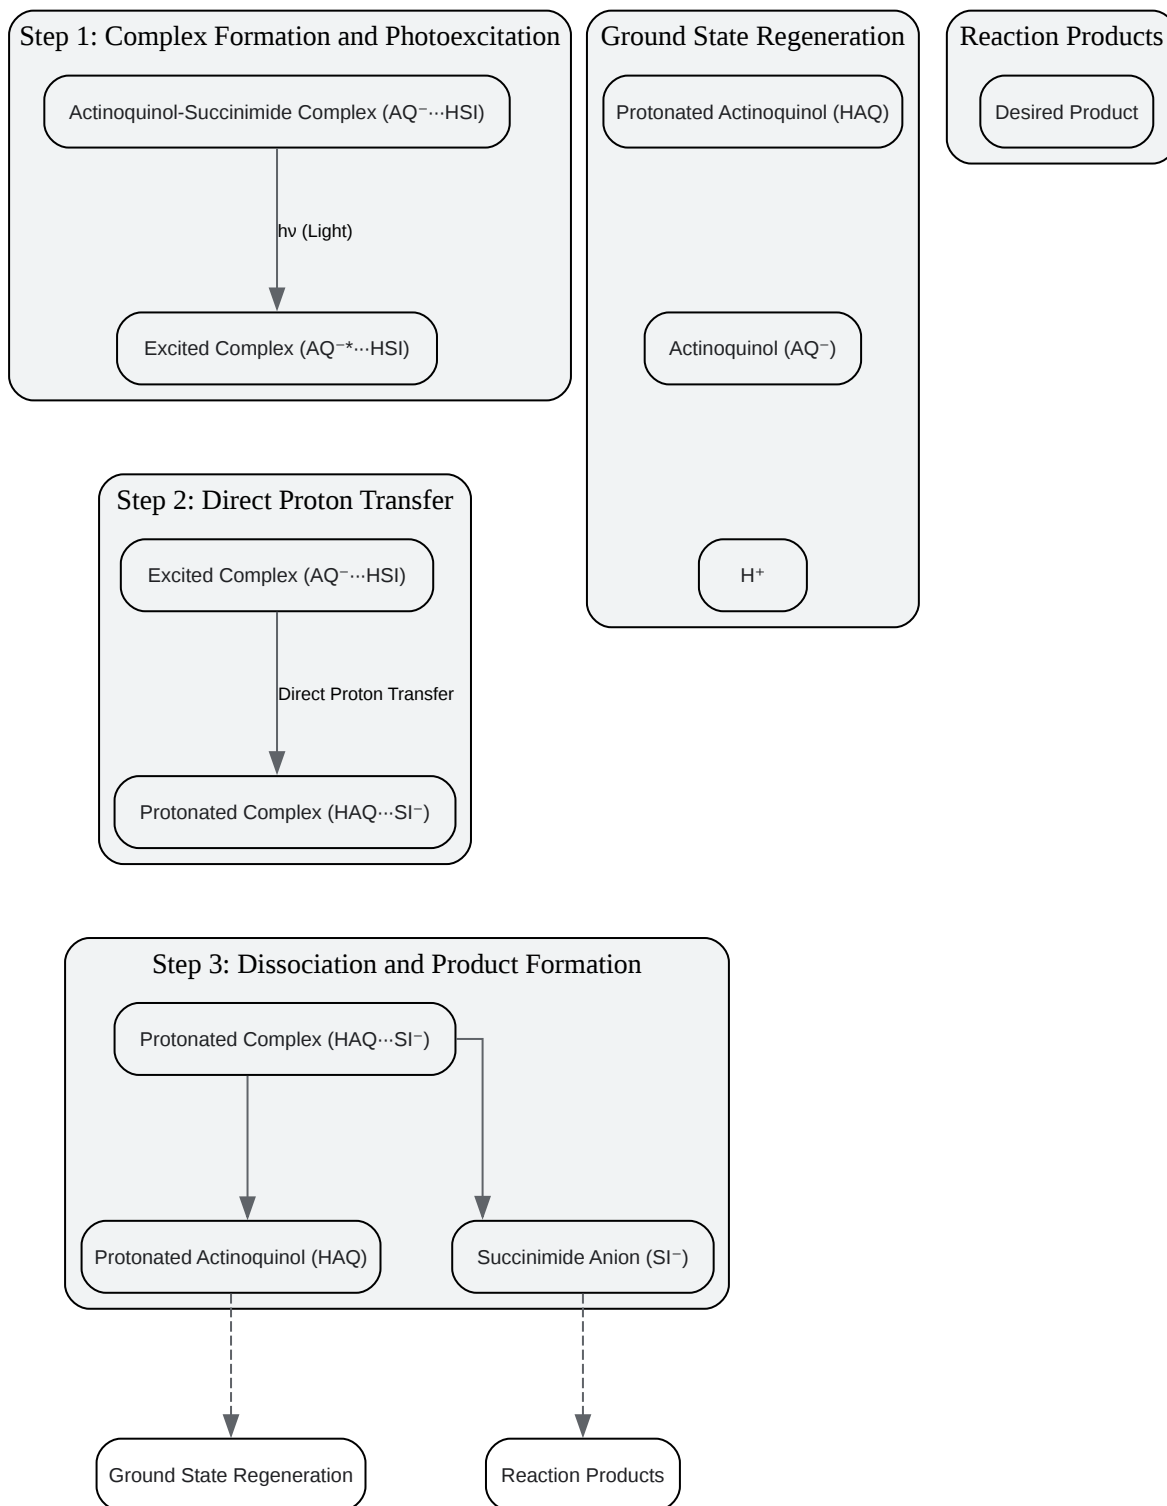 Step 1: Complex Formation and Photoexcitation
Actinoquinol-Succinimide Complex (AQ⁻···HSI)
hν (Light)
Excited Complex (AQ⁻*···HSI)
Ground State Regeneration
Protonated Actinoquinol (HAQ)
Actinoquinol (AQ⁻)
H⁺
Reaction Products
Desired Product
Step 2: Direct Proton Transfer
Excited Complex (AQ⁻···HSI)
Direct Proton Transfer
Protonated Complex (HAQ···SI⁻)
Step 3: Dissociation and Product Formation
Protonated Complex (HAQ···SI⁻)
Protonated Actinoquinol (HAQ)
Succinimide Anion (SI⁻)
Ground State Regeneration
Reaction Products